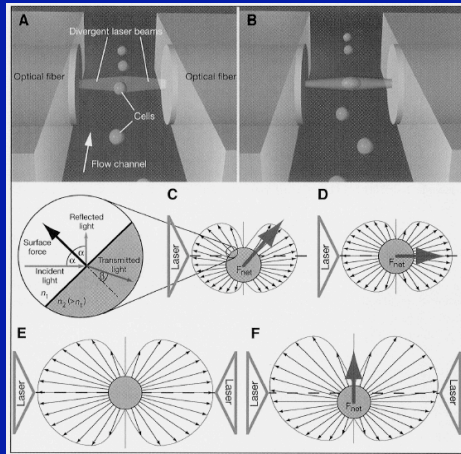 A
Divergent laser beams
Optical fiber
Optical fiber
Cells
Flow channel
B
Reflected
light
Surface
force
α
α
Incident
light
Transmitted
light
β
n₁
n₂ (>n₁)
C
Laser
Fnet
D
Laser
Fnet
E
Laser
Laser
F
Laser
Fnet
Laser